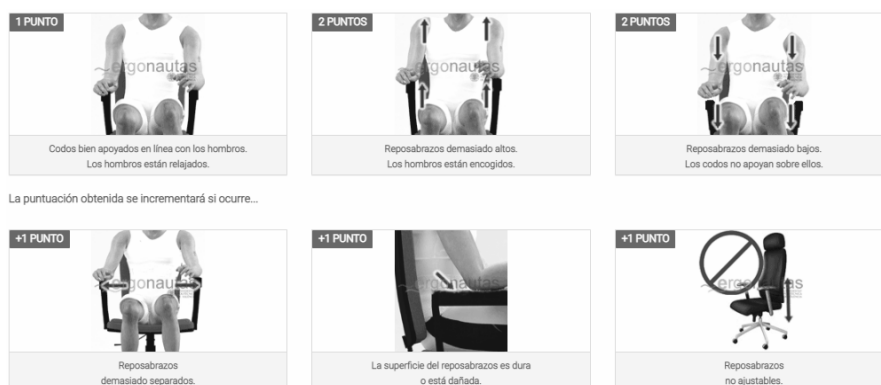 1 PUNTO
2 PUNTOS
2 PUNTOS
ergonautas
ergonautas
ergonautas
Codos bien apoyados en línea con los hombros.
Los hombros están relajados.
Reposabrazos demasiado altos.
Los hombros están encogidos.
Reposabrazos demasiado bajos.
Los codos no apoyan sobre ellos.
La puntuación obtenida se incrementará si ocurre...
+1 PUNTO
+1 PUNTO
+1 PUNTO
ergonautas
ergonautas
ergonautas
Reposabrazos
demasiado separados.
La superficie del reposabrazos es dura
o está dañada.
Reposabrazos
no ajustables.